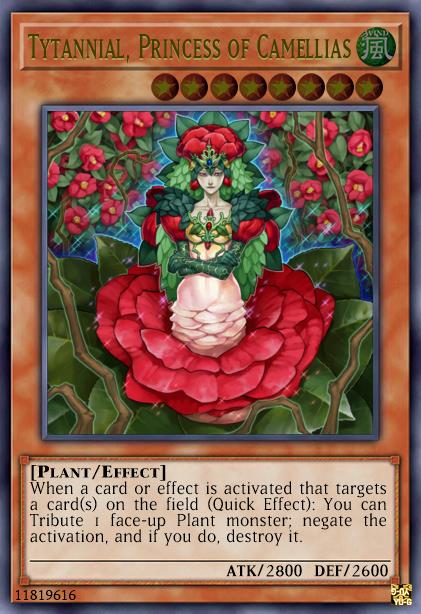 TYTANNIAL, PRINCESS OF CAMELLIAS
WIND
風
[PLANT/EFFECT]
When a card or effect is activated that targets
a card(s) on the field (Quick Effect): You can
Tribute 1 face-up Plant monster; negate the
activation, and if you do, destroy it.
ATK/2800 DEF/2600
11819616